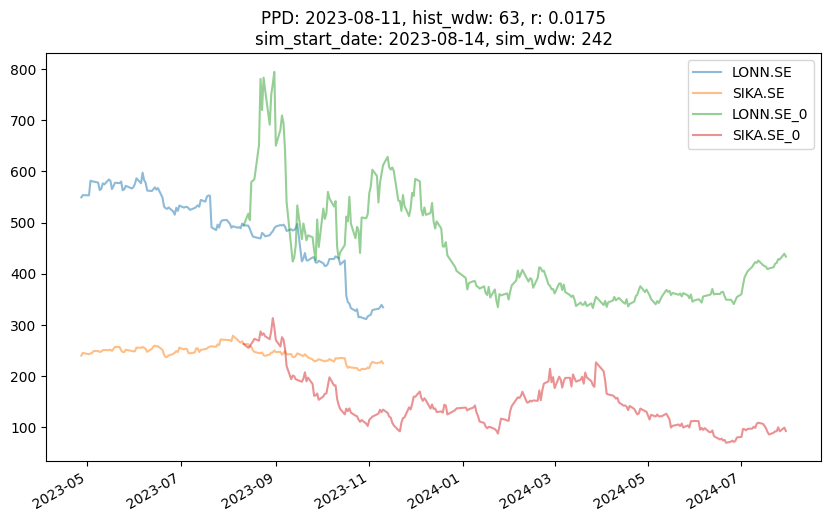 PPD: 2023-08-11, hist_wdw: 63, r: 0.0175
sim_start_date: 2023-08-14, sim_wdw: 242
LONN.SE
SIKA.SE
LONN.SE_0
SIKA.SE_0
800
700
600
500
400
300
200
100
2023-05
2023-07
2023-09
2023-11
2024-01
2024-03
2024-05
2024-07